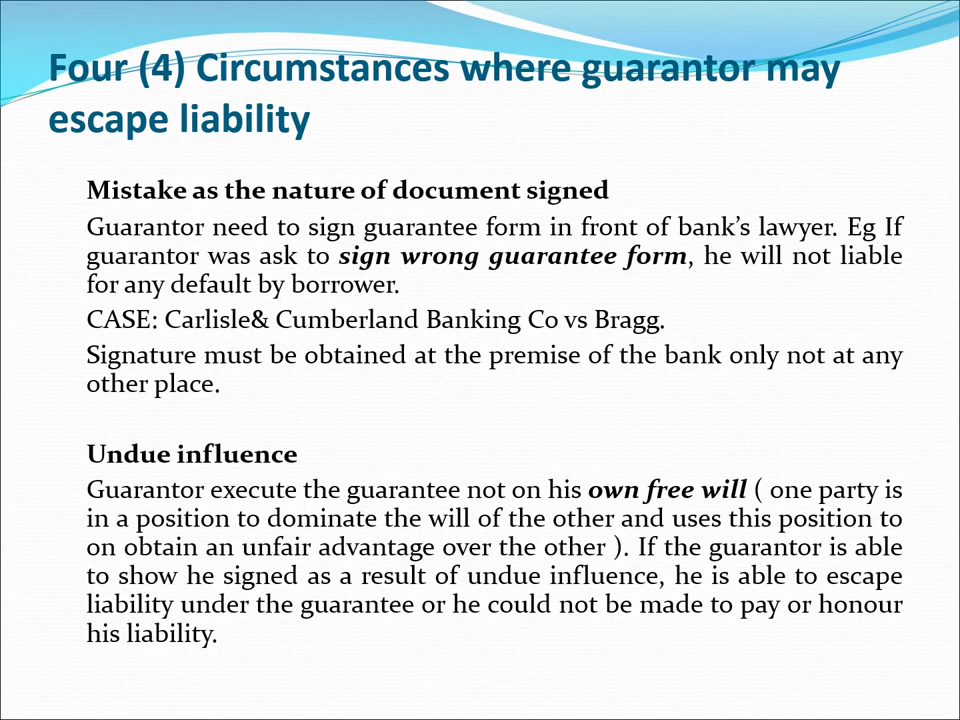 Four (4) Circumstances where guarantor may
escape liability
Mistake as the nature of document signed
Guarantor need to sign guarantee form in front of bank’s lawyer. Eg If
guarantor was ask to sign wrong guarantee form, he will not liable
for any default by borrower.
CASE: Carlisle& Cumberland Banking Co vs Bragg.
Signature must be obtained at the premise of the bank only not at any
other place.
Undue influence
Guarantor execute the guarantee not on his own free will ( one party is
in a position to dominate the will of the other and uses this position to
on obtain an unfair advantage over the other ). If the guarantor is able
to show he signed as a result of undue influence, he is able to escape
liability under the guarantee or he could not be made to pay or honour
his liability.